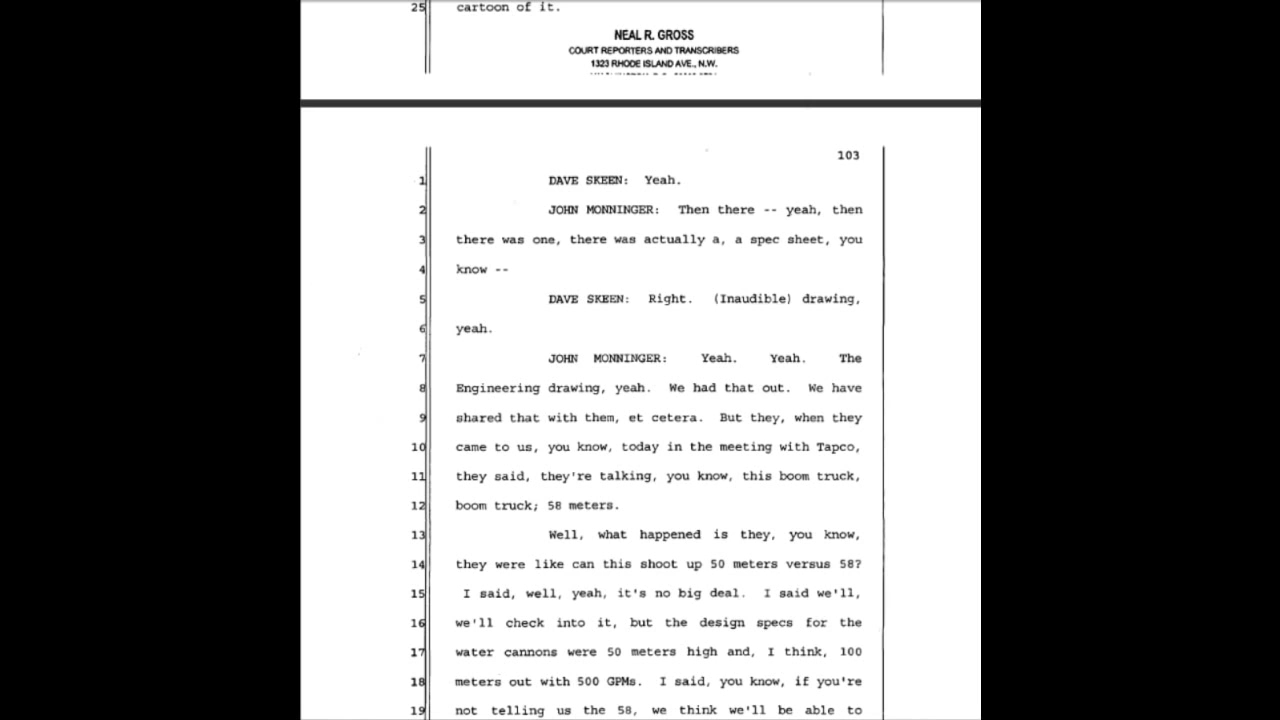 25 cartoon of it.
NEAL R. GROSS
COURT REPORTERS AND TRANSCRIBERS
1323 RHODE ISLAND AVE., N.W.
103
1 DAVE SKEEN: Yeah.
2 JOHN MONNINGER: Then there -- yeah, then
3 there was one, there was actually a, a spec sheet, you
4 know --
5 DAVE SKEEN: Right. (Inaudible) drawing,
6 yeah.
7 JOHN MONNINGER: Yeah. Yeah. The
8 Engineering drawing, yeah. We had that out. We have
9 shared that with them, et cetera. But they, when they
10 came to us, you know, today in the meeting with Tapco,
11 they said, they're talking, you know, this boom truck,
12 boom truck; 58 meters.
13 Well, what happened is they, you know,
14 they were like can this shoot up 50 meters versus 58?
15 I said, well, yeah, it's no big deal. I said we'll,
16 we'll check into it, but the design specs for the
17 water cannons were 50 meters high and, I think, 100
18 meters out with 500 GPMs. I said, you know, if you're
19 not telling us the 58, we think we'll be able to